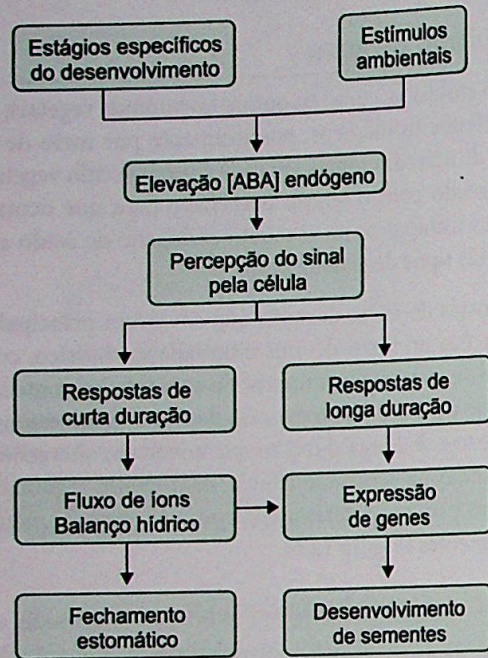 Estágios específicos
do desenvolvimento
Estímulos
ambientais
Elevação [ABA] endógeno
Percepção do sinal
pela célula
Respostas de
curta duração
Respostas de
longa duração
Fluxo de íons
Balanço hídrico
Expressão
de genes
Fechamento
estomático
Desenvolvimento
de sementes